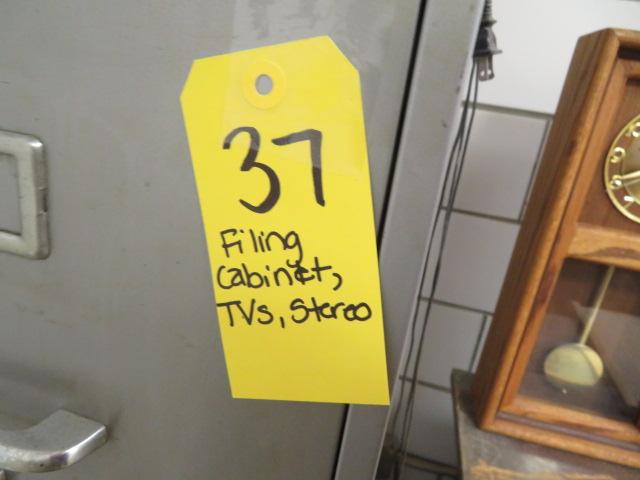 37
Filing
Cabinet,
TVs, Stereo